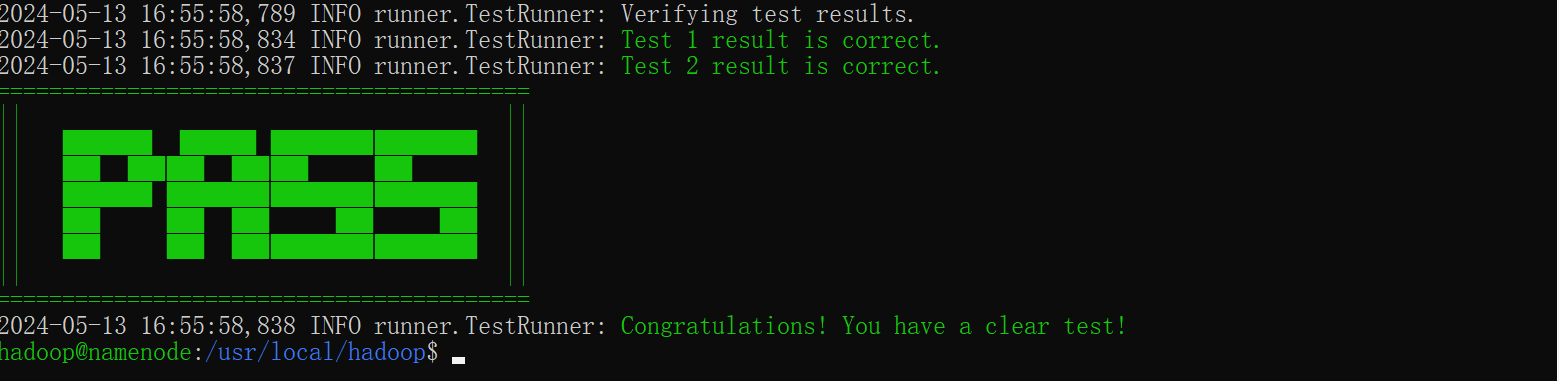 2024-05-13 16:55:58,789 INFO runner.TestRunner: Verifying test results.
2024-05-13 16:55:58,834 INFO runner.TestRunner: Test 1 result is correct.
2024-05-13 16:55:58,837 INFO runner.TestRunner: Test 2 result is correct.
PASS
2024-05-13 16:55:58,838 INFO runner.TestRunner: Congratulations! You have a clear test!
hadoop@namenode:/usr/local/hadoop$